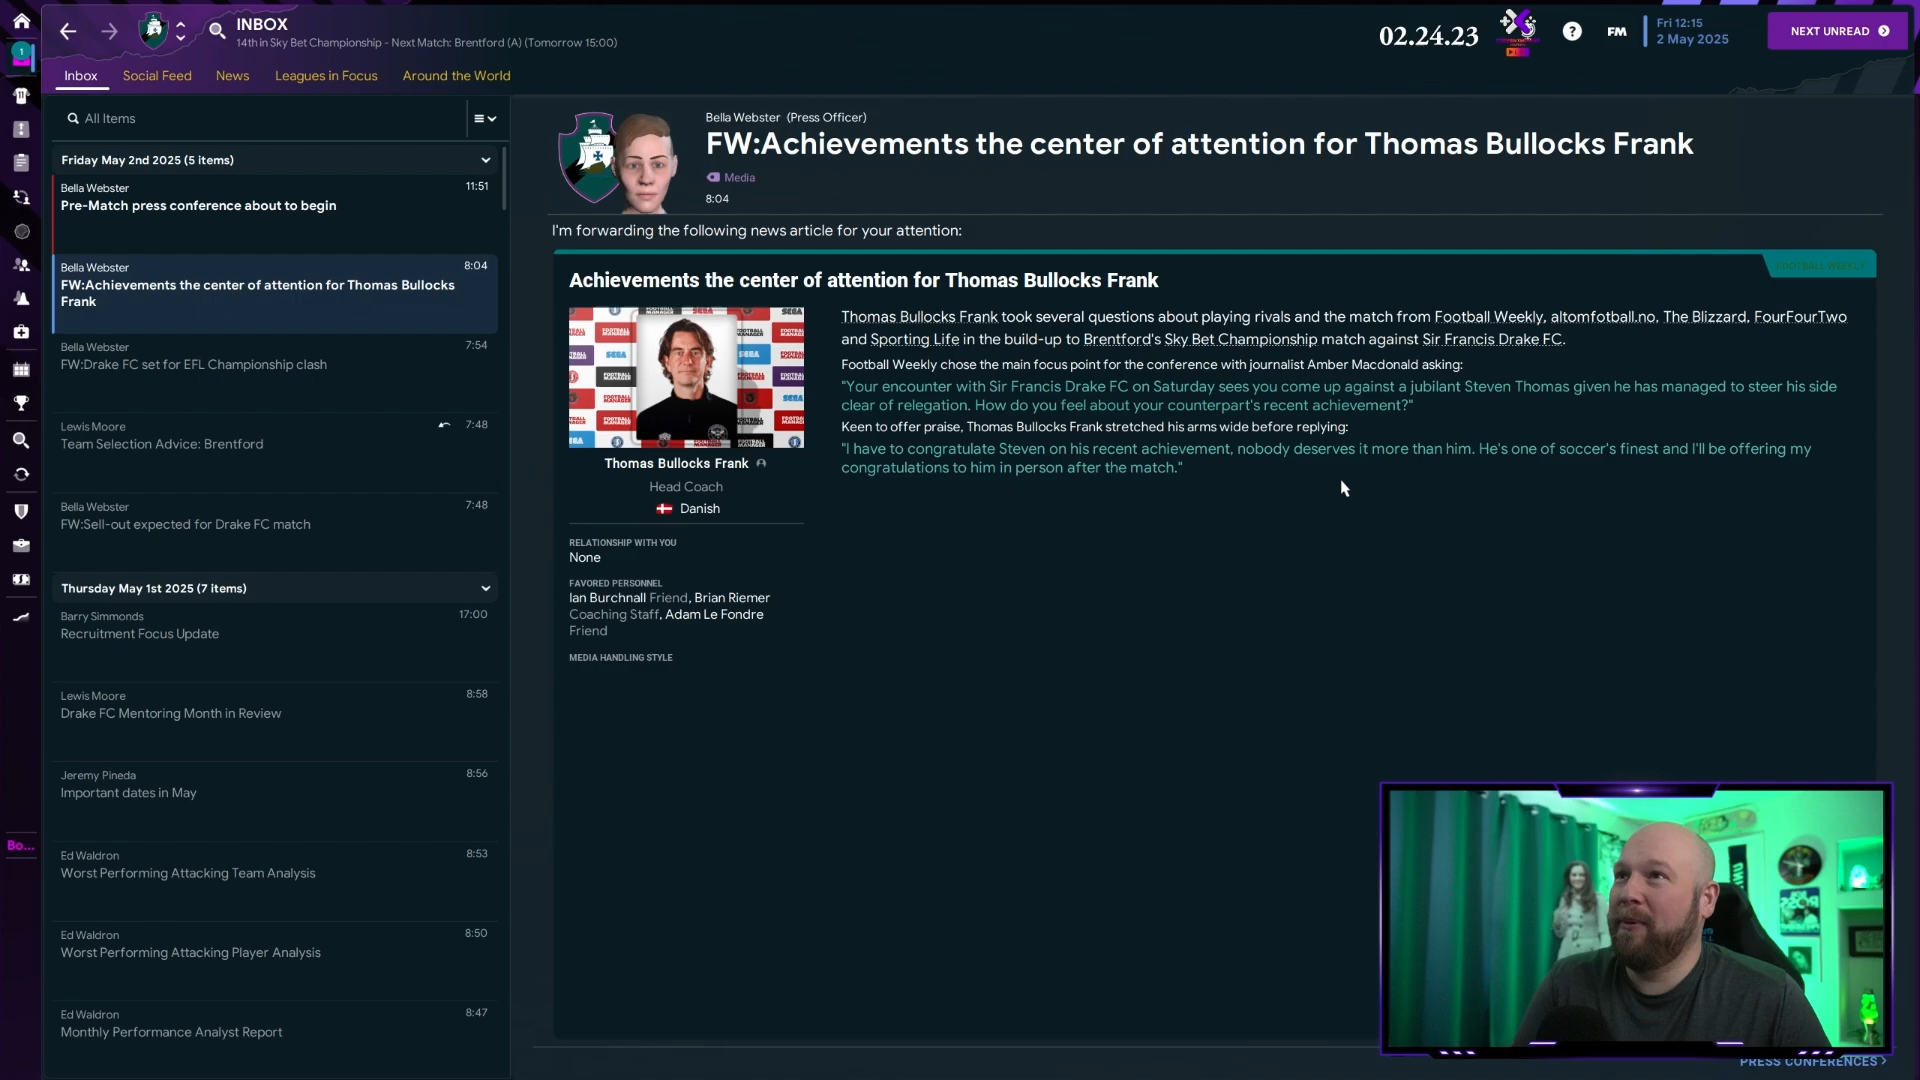 INBOX
14th in Sky Bet Championship - Next Match: Brentford (A) (Tomorrow 15:00)
02.24.23
FM
Fri 12:15
2 May 2025
NEXT UNREAD
1
Inbox
Social Feed
News
Leagues in Focus
Around the World
All Items
Friday May 2nd 2025 (5 items)
Bella Webster
11:51
Pre-Match press conference about to begin
Bella Webster
8:04
FW:Achievements the center of attention for Thomas Bullocks
Frank
Bella Webster
7:54
FW:Drake FC set for EFL Championship clash
Lewis Moore
7:48
Team Selection Advice: Brentford
Bella Webster
7:48
FW:Sell-out expected for Drake FC match
Thursday May 1st 2025 (7 items)
Barry Simmonds
17:00
Recruitment Focus Update
Lewis Moore
8:58
Drake FC Mentoring Month in Review
Jeremy Pineda
8:56
Important dates in May
Bo...
Ed Waldron
8:53
Worst Performing Attacking Team Analysis
Ed Waldron
8:50
Worst Performing Attacking Player Analysis
Ed Waldron
8:47
Monthly Performance Analyst Report
Bella Webster (Press Officer)
FW:Achievements the center of attention for Thomas Bullocks Frank
Media
8:04
I'm forwarding the following news article for your attention:
FOOTBALL WEEKLY
Achievements the center of attention for Thomas Bullocks Frank
Thomas Bullocks Frank took several questions about playing rivals and the match from Football Weekly, altomfotball.no, The Blizzard, FourFourTwo
and Sporting Life in the build-up to Brentford's Sky Bet Championship match against Sir Francis Drake FC.
Football Weekly chose the main focus point for the conference with journalist Amber Macdonald asking:
"Your encounter with Sir Francis Drake FC on Saturday sees you come up against a jubilant Steven Thomas given he has managed to steer his side
clear of relegation. How do you feel about your counterpart's recent achievement?"
Keen to offer praise, Thomas Bullocks Frank stretched his arms wide before replying:
"I have to congratulate Steven on his recent achievement, nobody deserves it more than him. He's one of soccer's finest and I'll be offering my
congratulations to him in person after the match."
Thomas Bullocks Frank
Head Coach
Danish
RELATIONSHIP WITH YOU
None
FAVORED PERSONNEL
Ian Burchnall Friend, Brian Riemer
Coaching Staff, Adam Le Fondre
Friend
MEDIA HANDLING STYLE
PRESS CONFERENCES